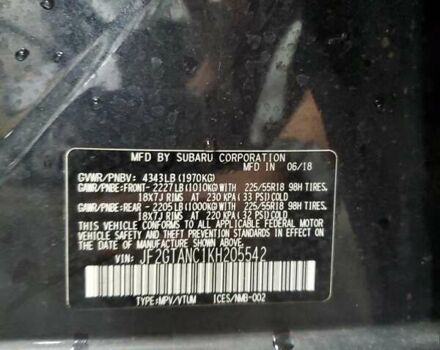 MFD BY SUBARU CORPORATION
MFD IN 06/18
GVWR/PNBV: 4343LB(1970KG)
GAWR/PNBE:FRONT- 2227LB(1010KG)WITH 225/55R18 98H TIRES,
18X7J RIMS AT 230 KPA(33 PSI)COLD
GAWR/PNBE:REAR - 2205LB(1000KG)WITH 225/55R18 98H TIRES,
18X7J RIMS AT 220 KPA(32 PSI)COLD
THIS VEHICLE CONFORMS TO ALL APPLICABLE FEDERAL MOTOR
VEHICLE SAFETY, BUMPER, AND THEFT PREVENTION STANDARDS
IN EFFECT ON THE DATE OF MANUFACTURE SHOWN ABOVE.
VIN: JF2GTANC1KH205542
TYPE:MPV/VTUM ICES/NMB-002